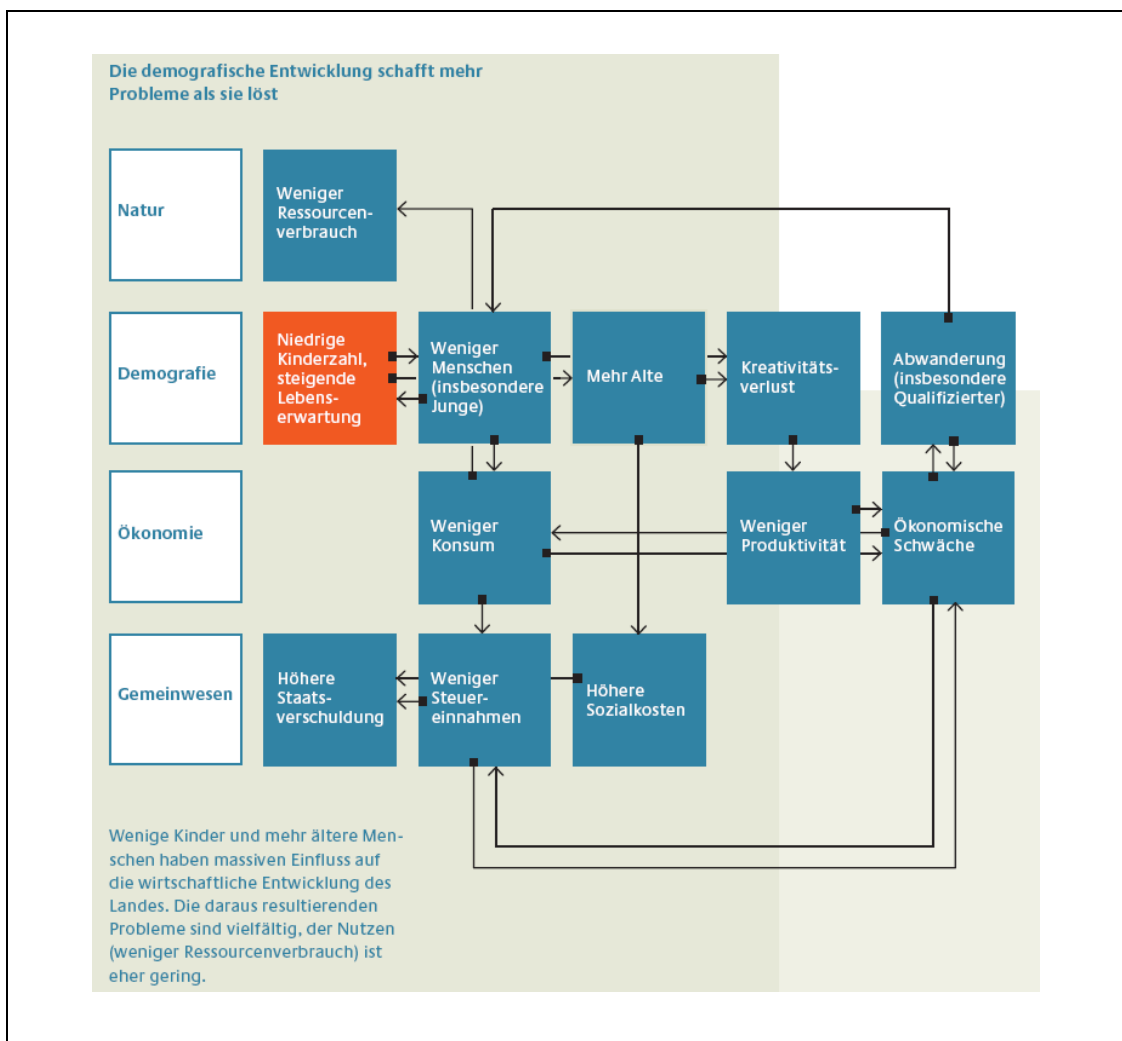 Die demografische Entwicklung schafft mehr
Probleme als sie löst
Natur
Weniger
Ressourcen-
verbrauch
Demografie
Niedrige
Kinderzahl,
steigende
Lebens-
erwartung
Weniger
Menschen
(insbesondere
Junge)
Mehr Alte
Kreativitäts-
verlust
Abwanderung
(insbesondere
Qualifizierter)
Ökonomie
Weniger
Konsum
Weniger
Produktivität
Ökonomische
Schwäche
Gemeinwesen
Höhere
Staats-
verschuldung
Weniger
Steuer-
einnahmen
Höhere
Sozialkosten
Wenige Kinder und mehr ältere Men-
schen haben massiven Einfluss auf
die wirtschaftliche Entwicklung des
Landes. Die daraus resultierenden
Probleme sind vielfältig, der Nutzen
(weniger Ressourcenverbrauch) ist
eher gering.